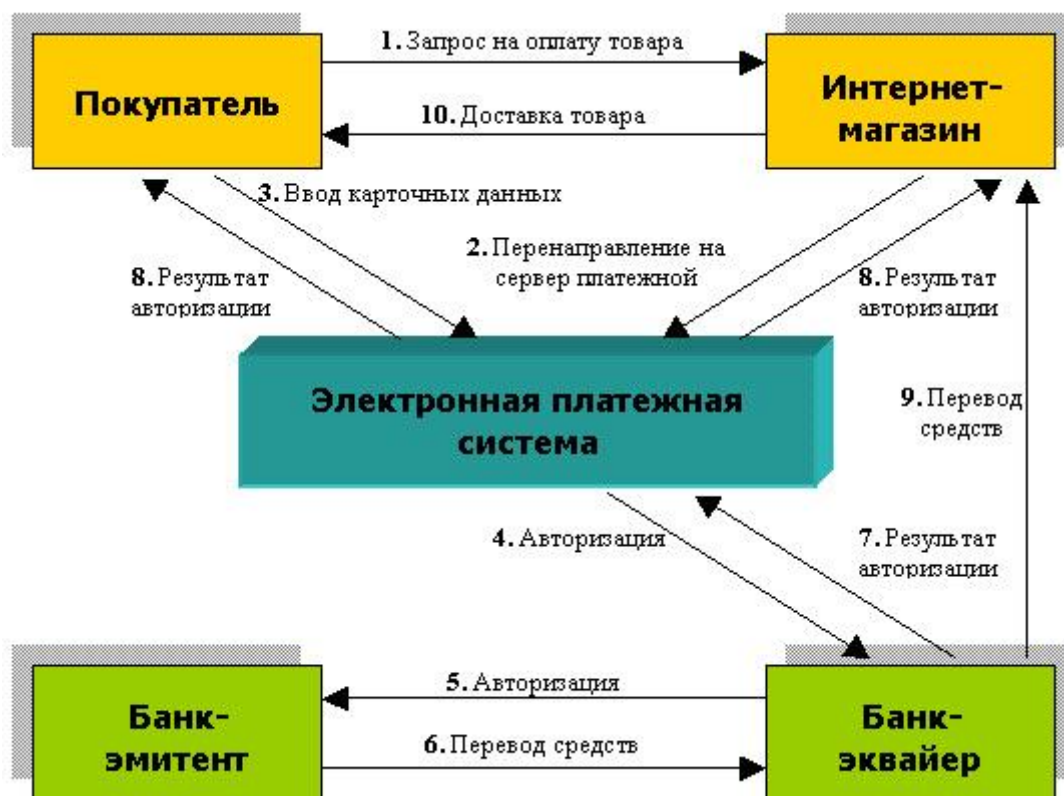 1. Запрос на оплату товара
Покупатель
Интернет-
магазин
10. Доставка товара
3. Ввод карточных данных
2. Перенаправление на
сервер платежной
8. Результат
авторизации
8. Результат
авторизации
Электронная платежная
система
9. Перевод
средств
4. Авторизация
7. Результат
авторизации
5. Авторизация
Банк-
эмитент
Банк-
эквайер
6. Перевод средств